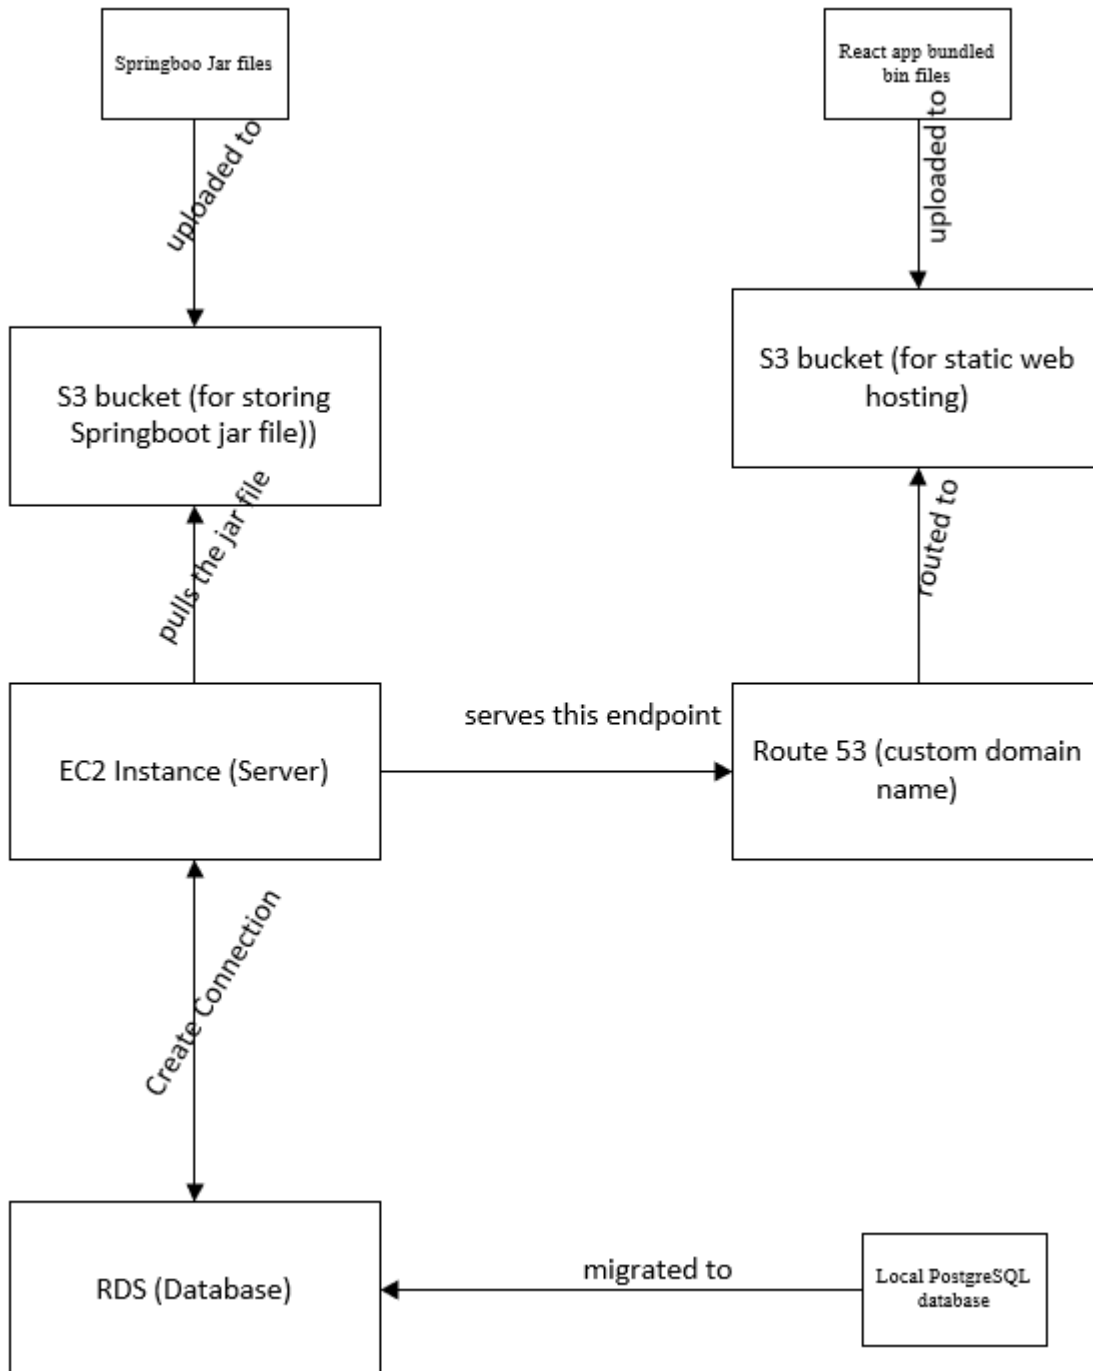 Springboo Jar files
React app bundled
bin files
uploaded to
uploaded to
S3 bucket (for storing
Springboot jar file))
S3 bucket (for static web
hosting)
pulls the jar file
routed to
EC2 Instance (Server)
serves this endpoint
Route 53 (custom domain
name)
Create Connection
RDS (Database)
migrated to
Local PostgreSQL
database